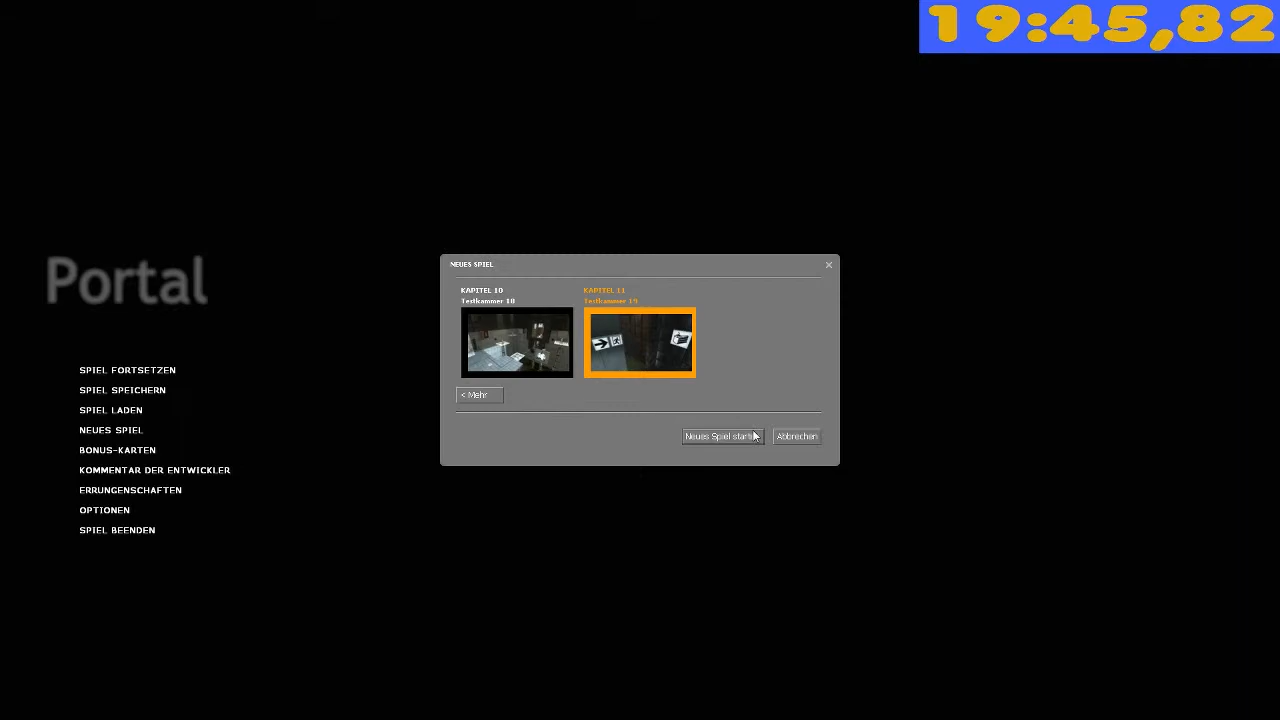 19:45,82
Portal
NEUES SPIEL
KAPITEL 10
Testkammer 18
KAPITEL 11
Testkammer 19
< Mehr
Neues Spiel starten
Abbrechen
SPIEL FORTSETZEN
SPIEL SPEICHERN
SPIEL LADEN
NEUES SPIEL
BONUS-KARTEN
KOMMENTAR DER ENTWICKLER
ERRUNGENSCHAFTEN
OPTIONEN
SPIEL BEENDEN